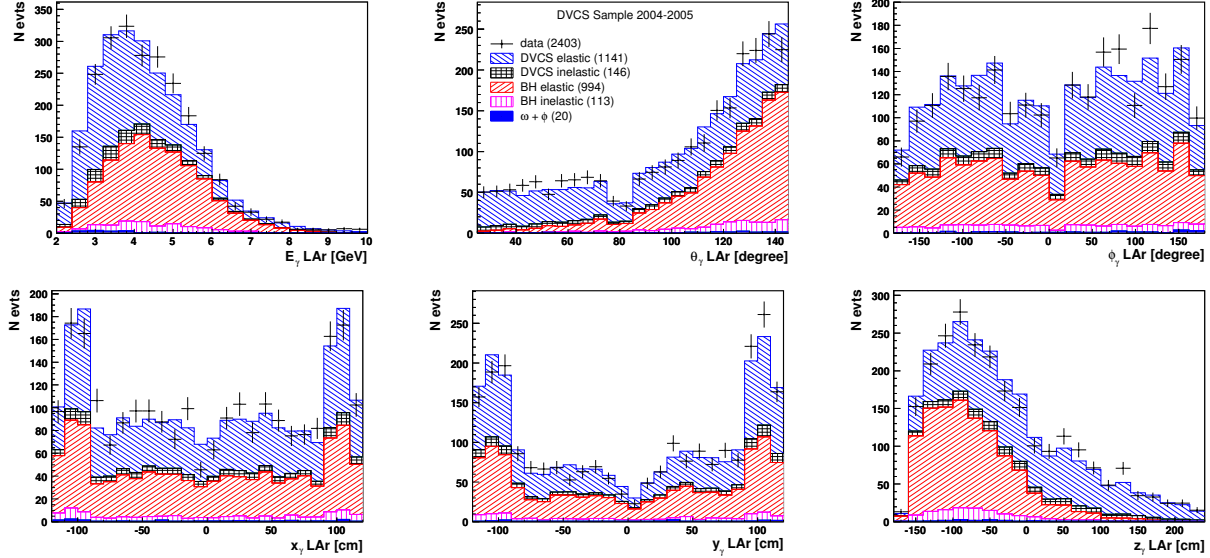 N evts
350
300
250
200
150
100
50
0
2 3 4 5 6 7 8 9 10
E_γ LAr [GeV]
N evts
250
200
150
100
50
0
DVCS Sample 2004-2005
data (2403)
DVCS elastic (1141)
DVCS inelastic (146)
BH elastic (994)
BH inelastic (113)
ω + ϕ (20)
40 60 80 100 120 140
θ_γ LAr [degree]
N evts
200
180
160
140
120
100
80
60
40
20
0
-150 -100 -50 0 50 100 150
ϕ_γ LAr [degree]
N evts
200
180
160
140
120
100
80
60
40
20
0
-100 -50 0 50 100
x_γ LAr [cm]
N evts
250
200
150
100
50
0
-100 -50 0 50 100
y_γ LAr [cm]
N evts
300
250
200
150
100
50
0
-150 -100 -50 0 50 100 150 200
z_γ LAr [cm]